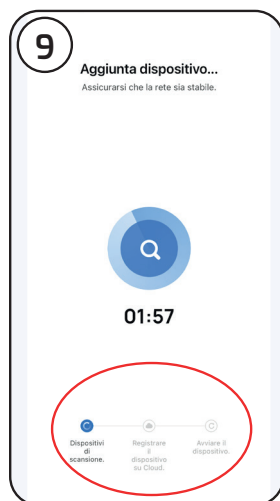 9
Aggiunta dispositivo...
Assicurarsi che la rete sia stabile.
01:57
Dispositivi
di
scansione.
Registrare
il
dispositivo
su Cloud.
Avviare il
dispositivo.